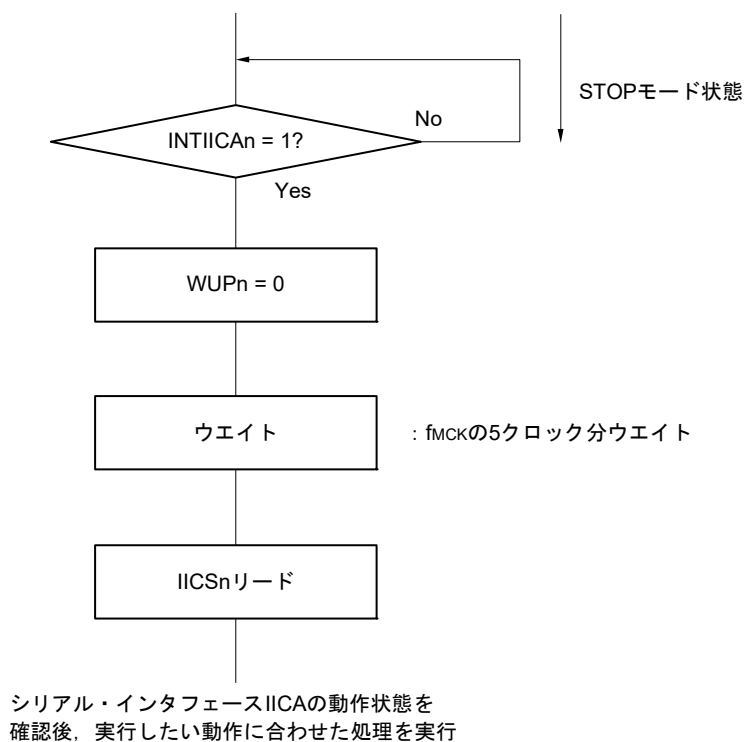 STOPモード状態
No
INTIICAn = 1?
Yes
WUPn = 0
ウエイト
：fMCKの5クロック分ウエイト
IICSnリード
シリアル・インタフェースIICAの動作状態を
確認後，実行したい動作に合わせた処理を実行